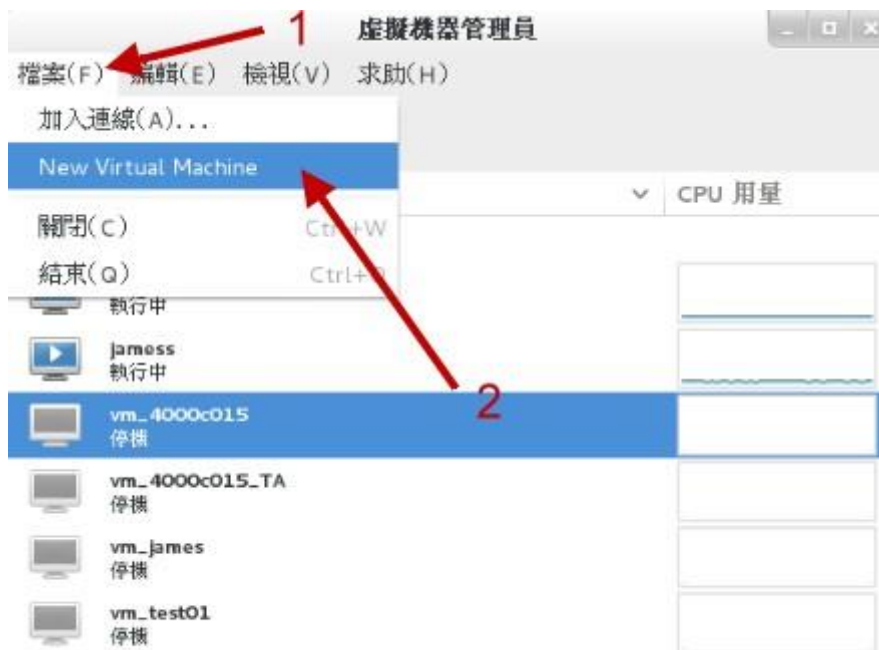 1
虛擬機器管理員
檔案(F) 編輯(E) 檢視(V) 求助(H)
加入連線(A)...
New Virtual Machine
CPU 用量
關閉(C) Ctrl+W
結束(Q) Ctrl+Q
執行中
jamess
執行中
2
vm_4000c015
停機
vm_4000c015_TA
停機
vm_james
停機
vm_test01
停機